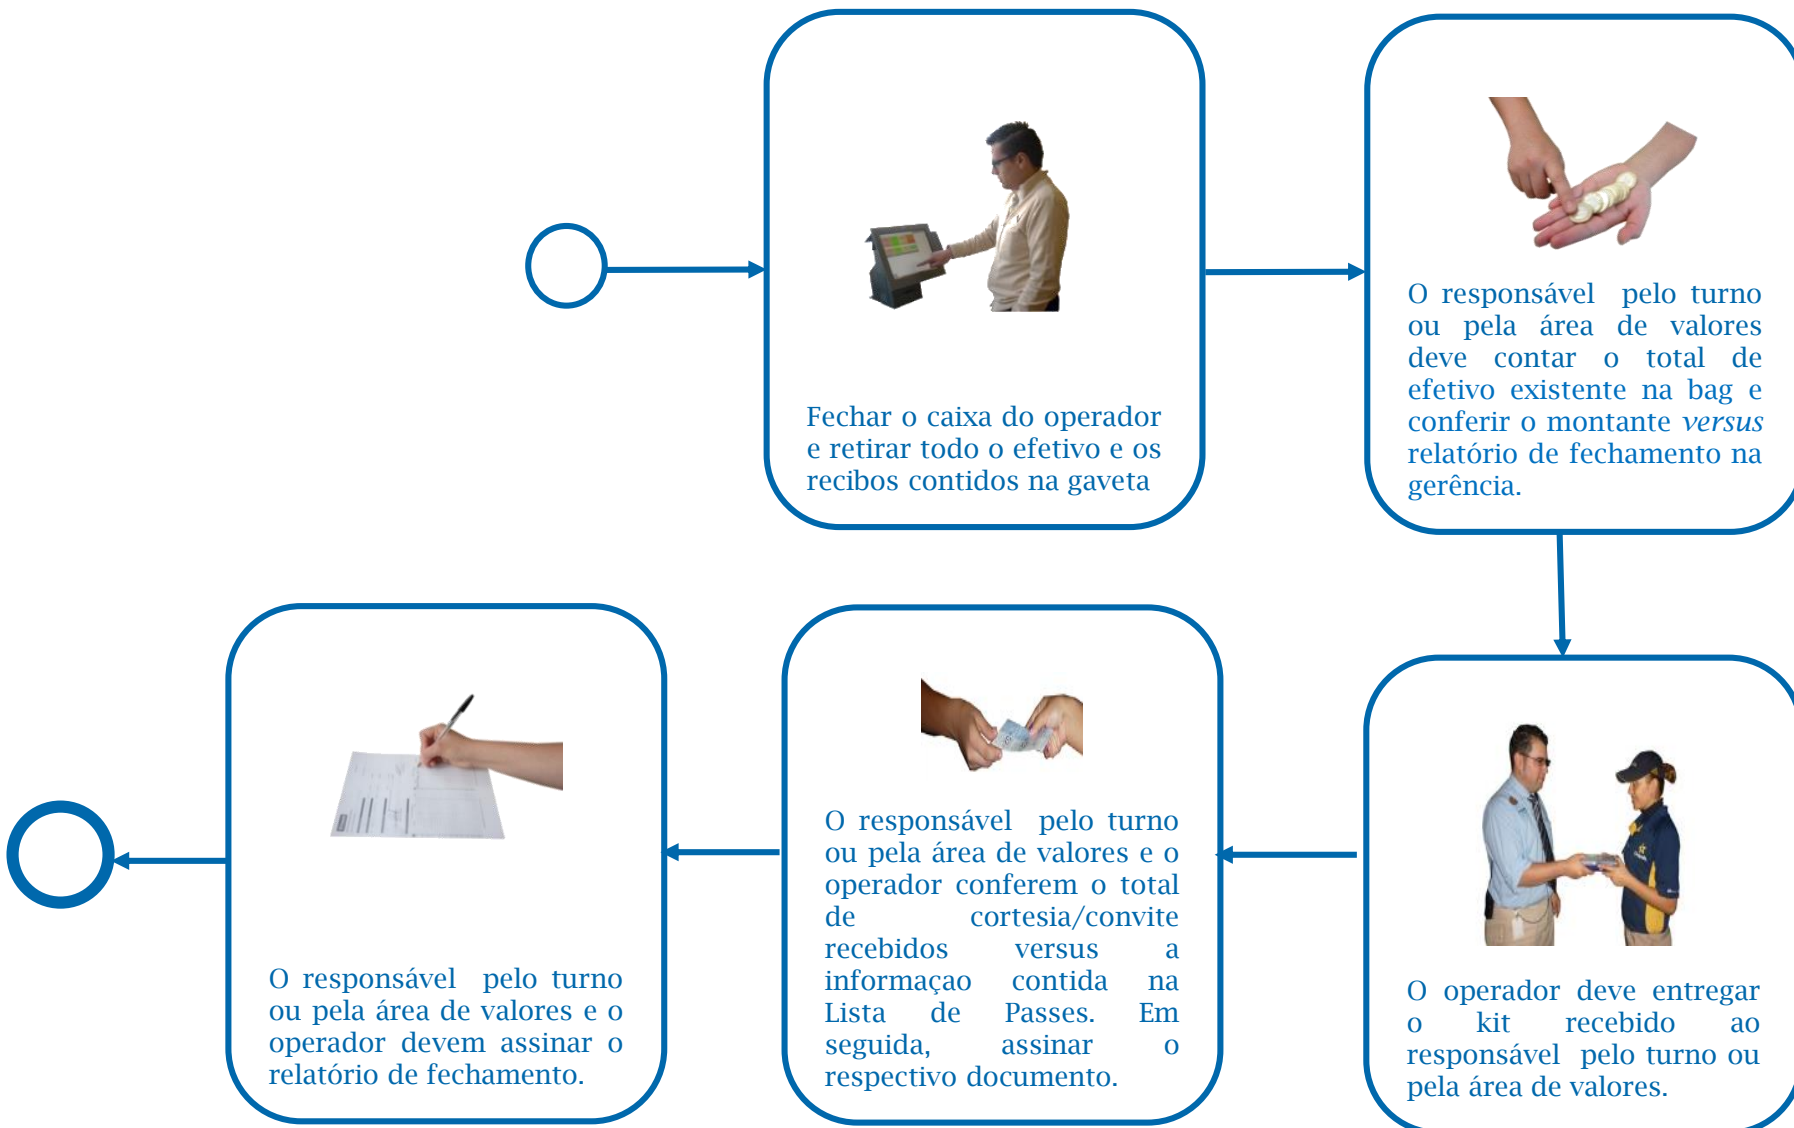 Fechar o caixa do operador
e retirar todo o efetivo e os
recibos contidos na gaveta
O responsável pelo turno
ou pela área de valores
deve contar o total de
efetivo existente na bag e
conferir o montante versus
relatório de fechamento na
gerência.
O operador deve entregar
o kit recebido ao
responsável pelo turno ou
pela área de valores.
O responsável pelo turno
ou pela área de valores e o
operador conferem o total
de cortesia/convite
recebidos versus a
informaçao contida na
Lista de Passes. Em
seguida, assinar o
respectivo documento.
O responsável pelo turno
ou pela área de valores e o
operador devem assinar o
relatório de fechamento.